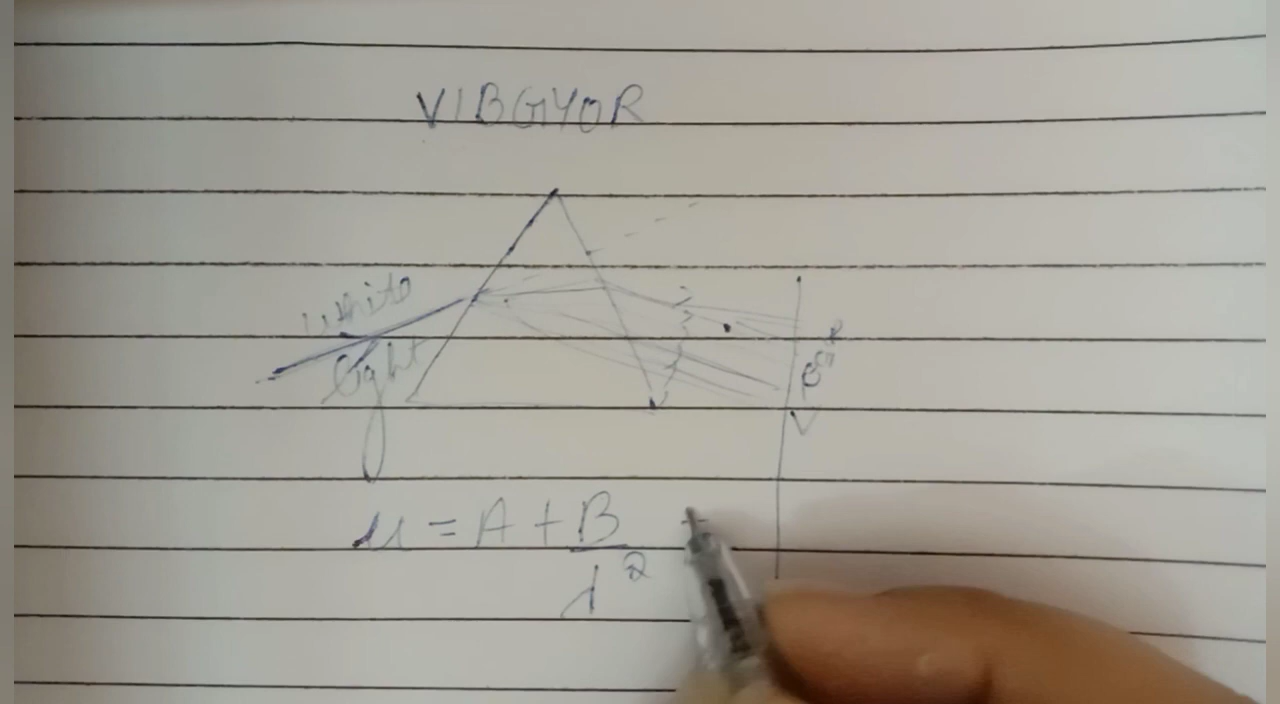 VIBGYOR
White
light
V
μ = A + B
λ²